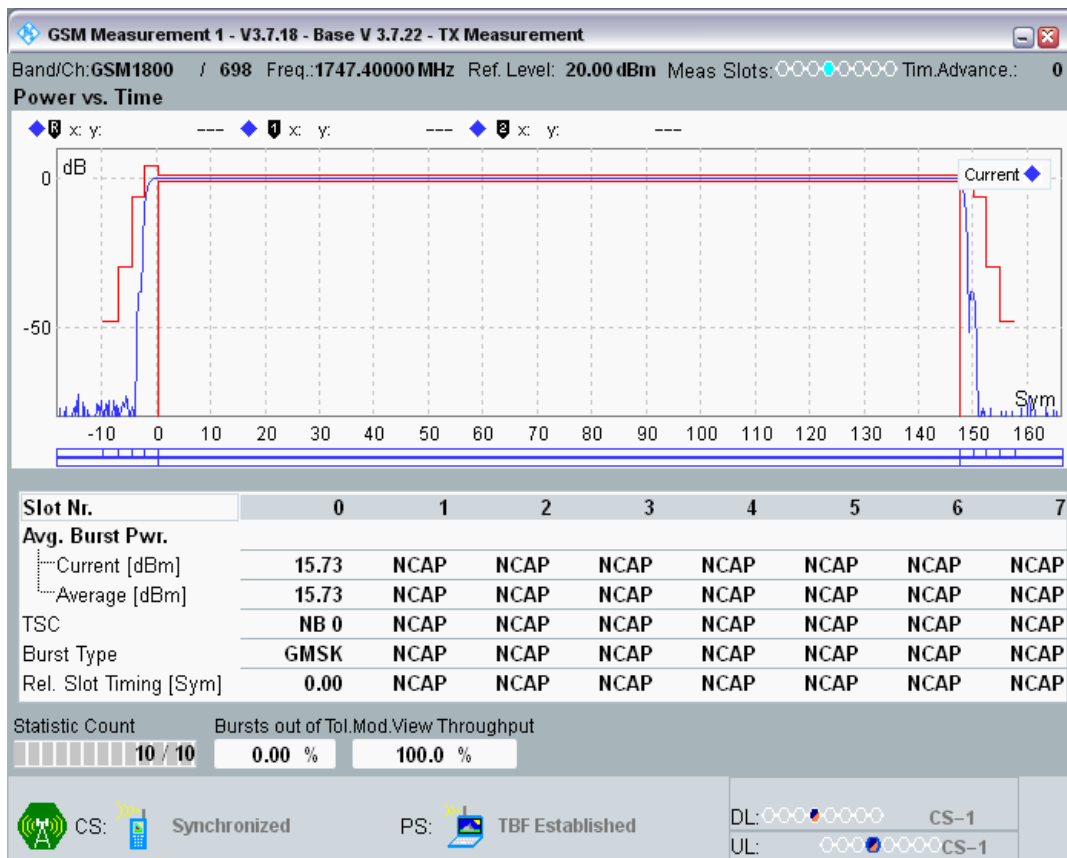 GSM Measurement 1 - V3.7.18 - Base V 3.7.22 - TX Measurement
Band/Ch:GSM1800 / 698 Freq.:1747.40000 MHz Ref. Level: 20.00 dBm Meas Slots: Tim.Advance.: 0
Power vs. Time
R x: y: --- 1 x: y: --- 2 x: y: ---
dB
Current
0
-50
Sym
-10 0 10 20 30 40 50 60 70 80 90 100 110 120 130 140 150 160
Slot Nr. 0 1 2 3 4 5 6 7
Avg. Burst Pwr.
Current [dBm] 15.73 NCAP NCAP NCAP NCAP NCAP NCAP NCAP
Average [dBm] 15.73 NCAP NCAP NCAP NCAP NCAP NCAP NCAP
TSC NB 0 NCAP NCAP NCAP NCAP NCAP NCAP NCAP
Burst Type GMSK NCAP NCAP NCAP NCAP NCAP NCAP NCAP
Rel. Slot Timing [Sym] 0.00 NCAP NCAP NCAP NCAP NCAP NCAP NCAP
Statistic Count Bursts out of Tol.Mod.View Throughput
10 / 10 0.00 % 100.0 %
CS: Synchronized PS: TBF Established DL: CS-1
UL: CS-1